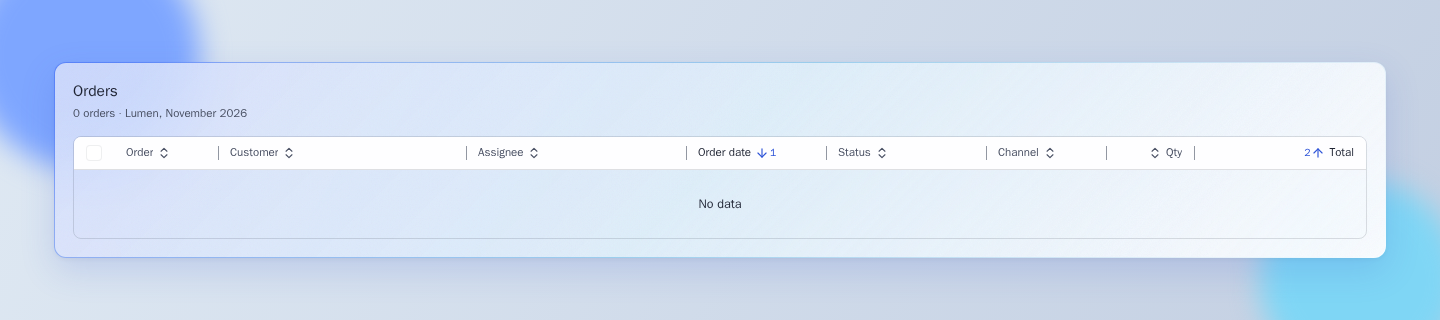 Orders
0 orders · Lumen, November 2026
Order Customer Assignee Order date 1 Status Channel Qty 2 Total
No data